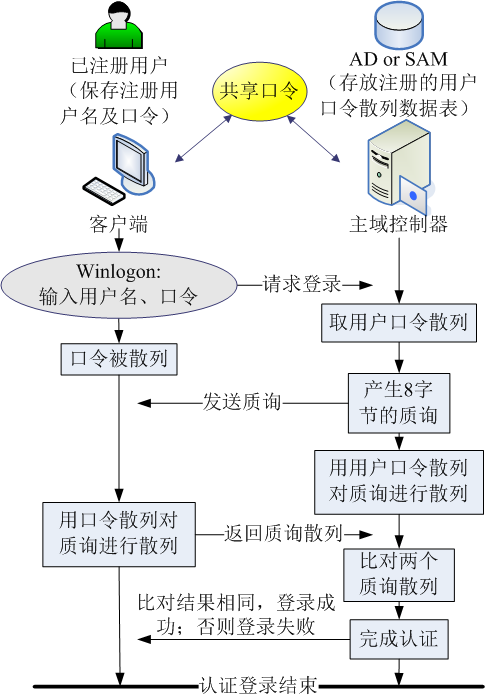 已注册用户
（保存注册用
户名及口令）
共享口令
AD or SAM
（存放注册的用户
口令散列数据表）
客户端
主域控制器
Winlogon:
输入用户名、口令
请求登录
取用户口令散列
口令被散列
产生8字
节的质询
发送质询
用用户口令散列
对质询进行散列
用口令散列对
质询进行散列
返回质询散列
比对两个
质询散列
比对结果相同，登录成
功；否则登录失败
完成认证
认证登录结束